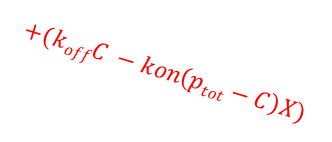 +(k_{off}C − kon(p_{tot} − C)X)